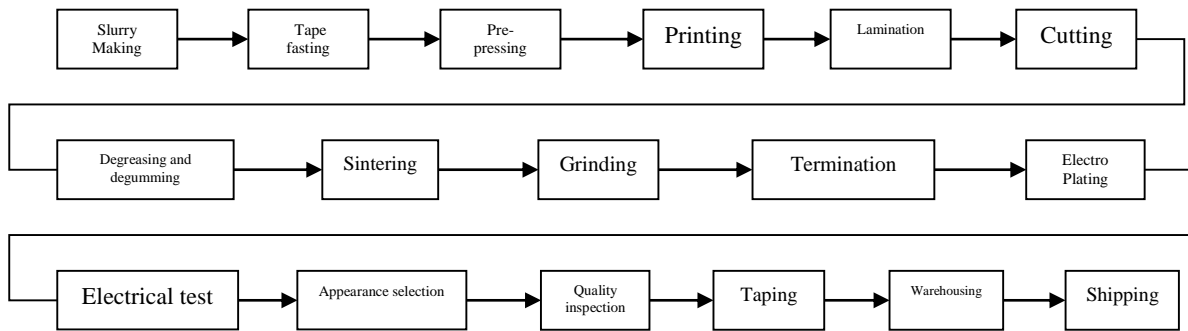 Slurry
Making
Tape
fasting
Pre-
pressing
Printing
Lamination
Cutting
Degreasing and
degumming
Sintering
Grinding
Termination
Electro
Plating
Electrical test
Appearance selection
Quality
inspection
Taping
Warehousing
Shipping